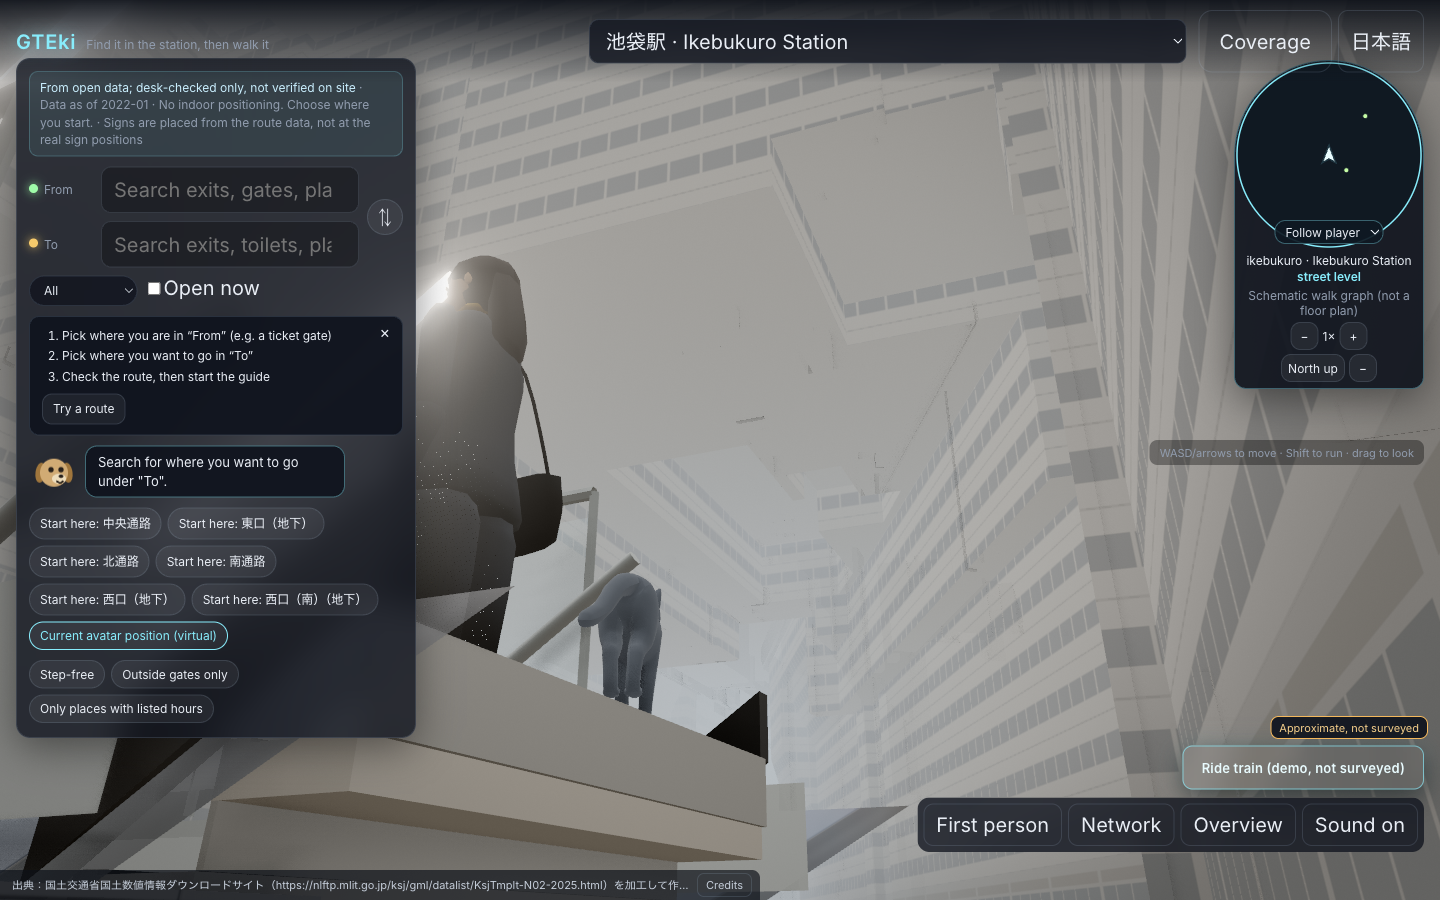 GTEki Find it in the station, then walk it
池袋駅 · Ikebukuro Station
Coverage
日本語
From open data; desk-checked only, not verified on site ·
Data as of 2022-01 · No indoor positioning. Choose where
you start. · Signs are placed from the route data, not at the
real sign positions
From
Search exits, gates, pla
To
Search exits, toilets, pla
All
Open now
1. Pick where you are in “From” (e.g. a ticket gate)
2. Pick where you want to go in “To”
3. Check the route, then start the guide
Try a route
Search for where you want to go
under "To".
Start here: 中央通路
Start here: 東口（地下）
Start here: 北通路
Start here: 南通路
Start here: 西口（地下）
Start here: 西口（南）（地下）
Current avatar position (virtual)
Step-free
Outside gates only
Only places with listed hours
Follow player
ikebukuro · Ikebukuro Station
street level
Schematic walk graph (not a
floor plan)
− 1× +
North up −
WASD/arrows to move · Shift to run · drag to look
Approximate, not surveyed
Ride train (demo, not surveyed)
First person
Network
Overview
Sound on
出典：国土交通省国土数値情報ダウンロードサイト（https://nlftp.mlit.go.jp/ksj/gml/datalist/KsjTmplt-N02-2025.html）を加工して作...
Credits